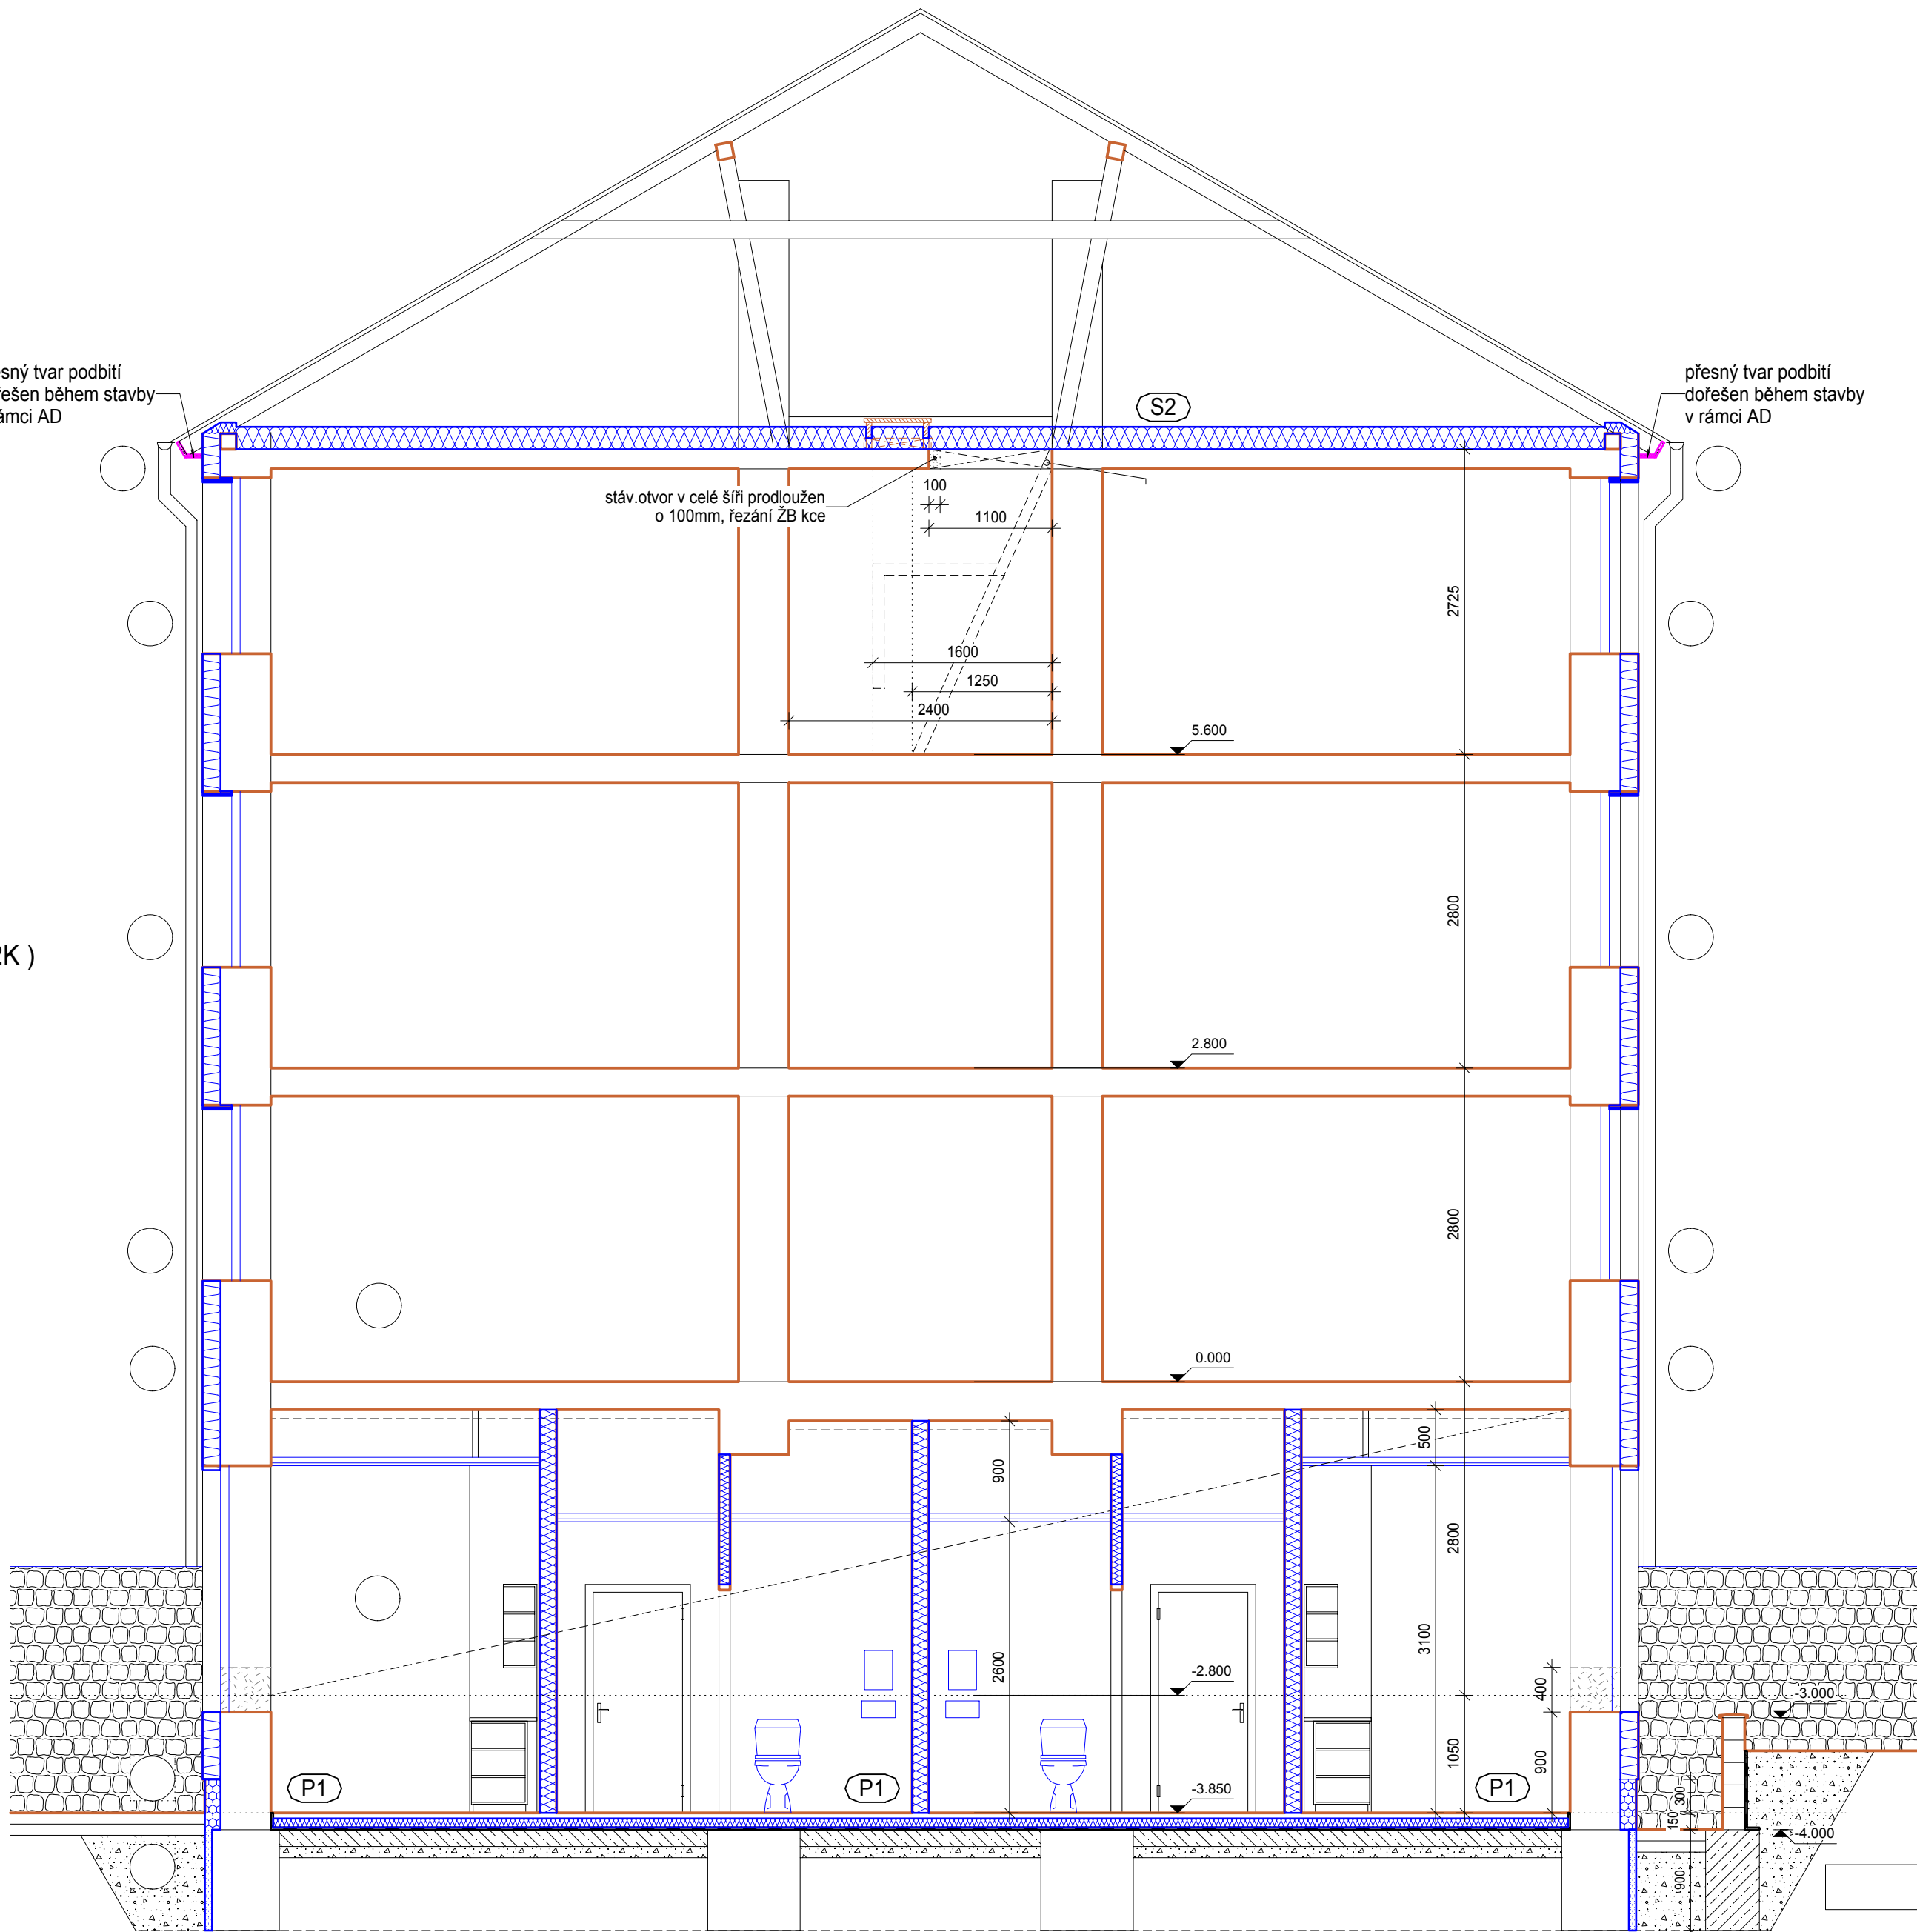 esný tvar podbití
řešen během stavby
rámci AD
přesný tvar podbití
dořešen během stavby
v rámci AD
S2
stáv.otvor v celé šíři prodloužen
o 100mm, řezání ŽB kce
100
1100
2725
1600
1250
2400
5.600
2800
2K )
2.800
2800
0.000
500
900
2800
3100
2600
-2.800
400
-3.000
1050
900
P1
P1
P1
-3.850
300
150
-4.000
900